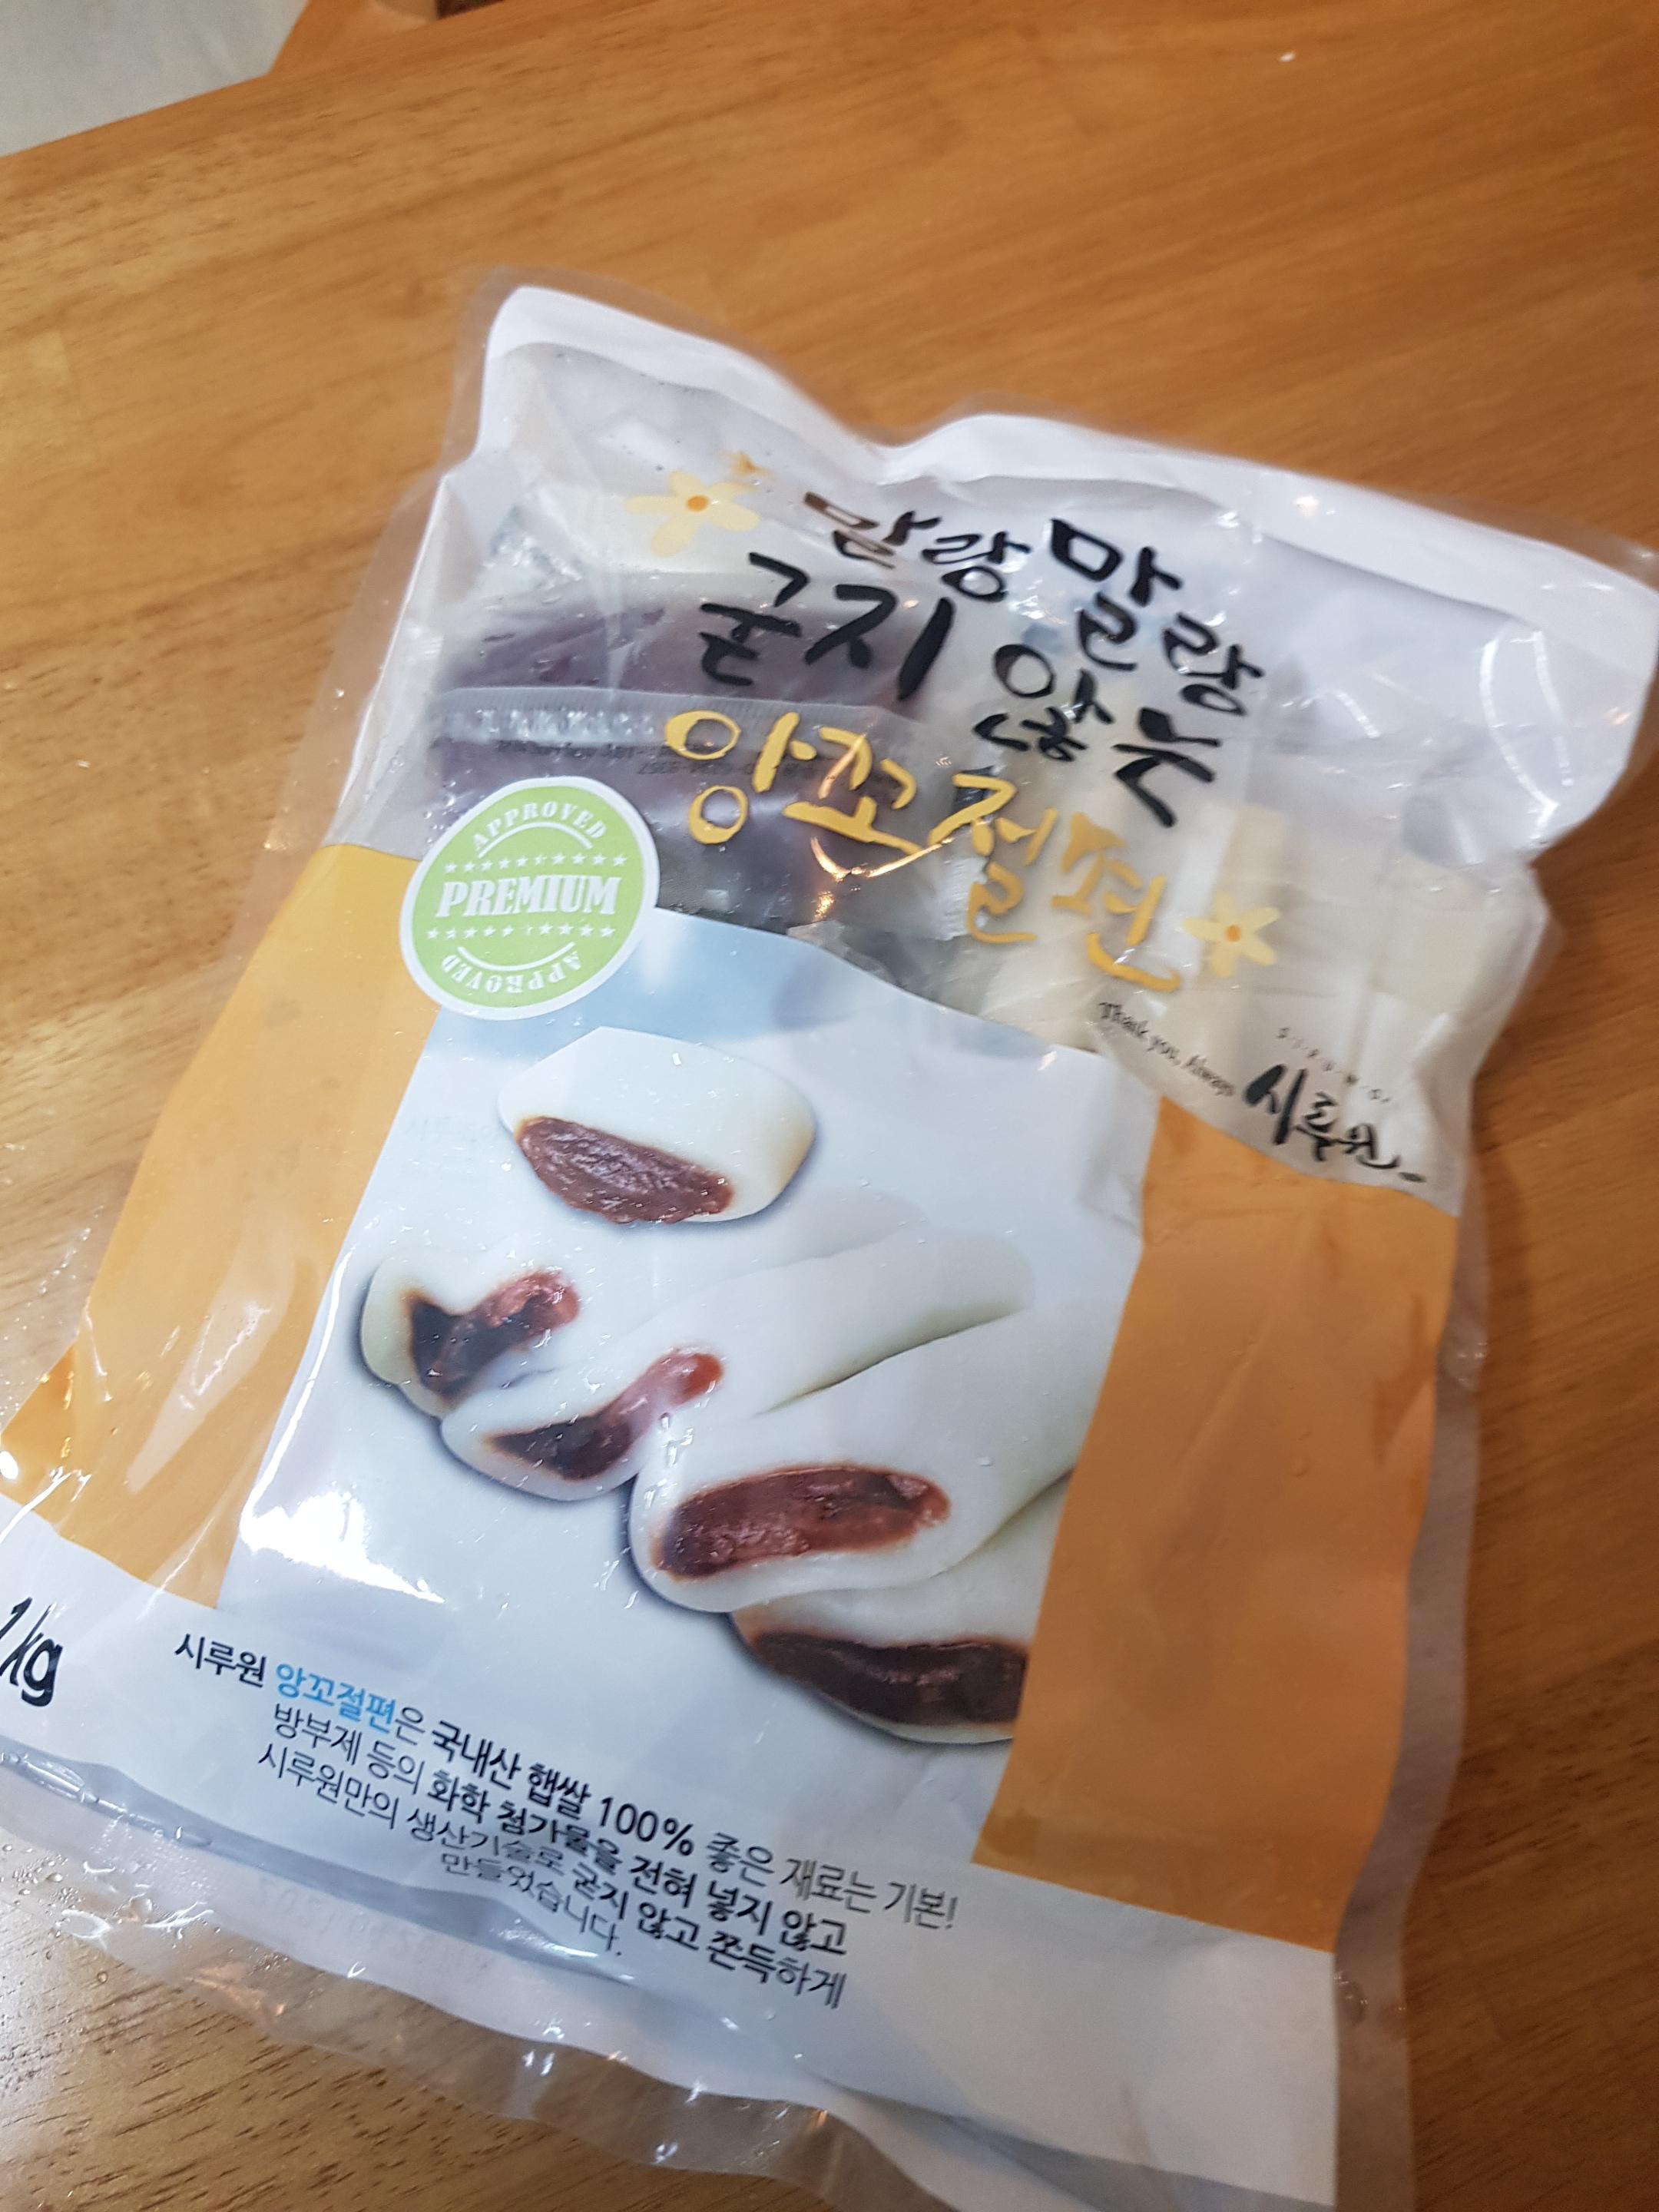 말랑 말랑
굳지 않는
앙꼬절편
APPROVED
PREMIUM
APPROVED
Thank you, Always
시루원
1kg
시루원 앙꼬절편은 국내산 햅쌀 100% 좋은 재료는 기본!
방부제 등의 화학 첨가물을 전혀 넣지 않고
시루원만의 생산기술로 굳지 않고 쫀득하게
만들었습니다.